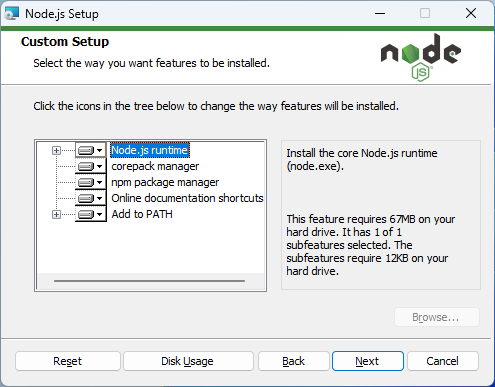 Node.js Setup
Custom Setup
Select the way you want features to be installed.
node
JS
Click the icons in the tree below to change the way features will be installed.
Node.js runtime
corepack manager
npm package manager
Online documentation shortcuts
Add to PATH
Install the core Node.js runtime
(node.exe).
This feature requires 67MB on your
hard drive. It has 1 of 1
subfeatures selected. The
subfeatures require 12KB on your
hard drive.
Browse...
Reset
Disk Usage
Back
Next
Cancel